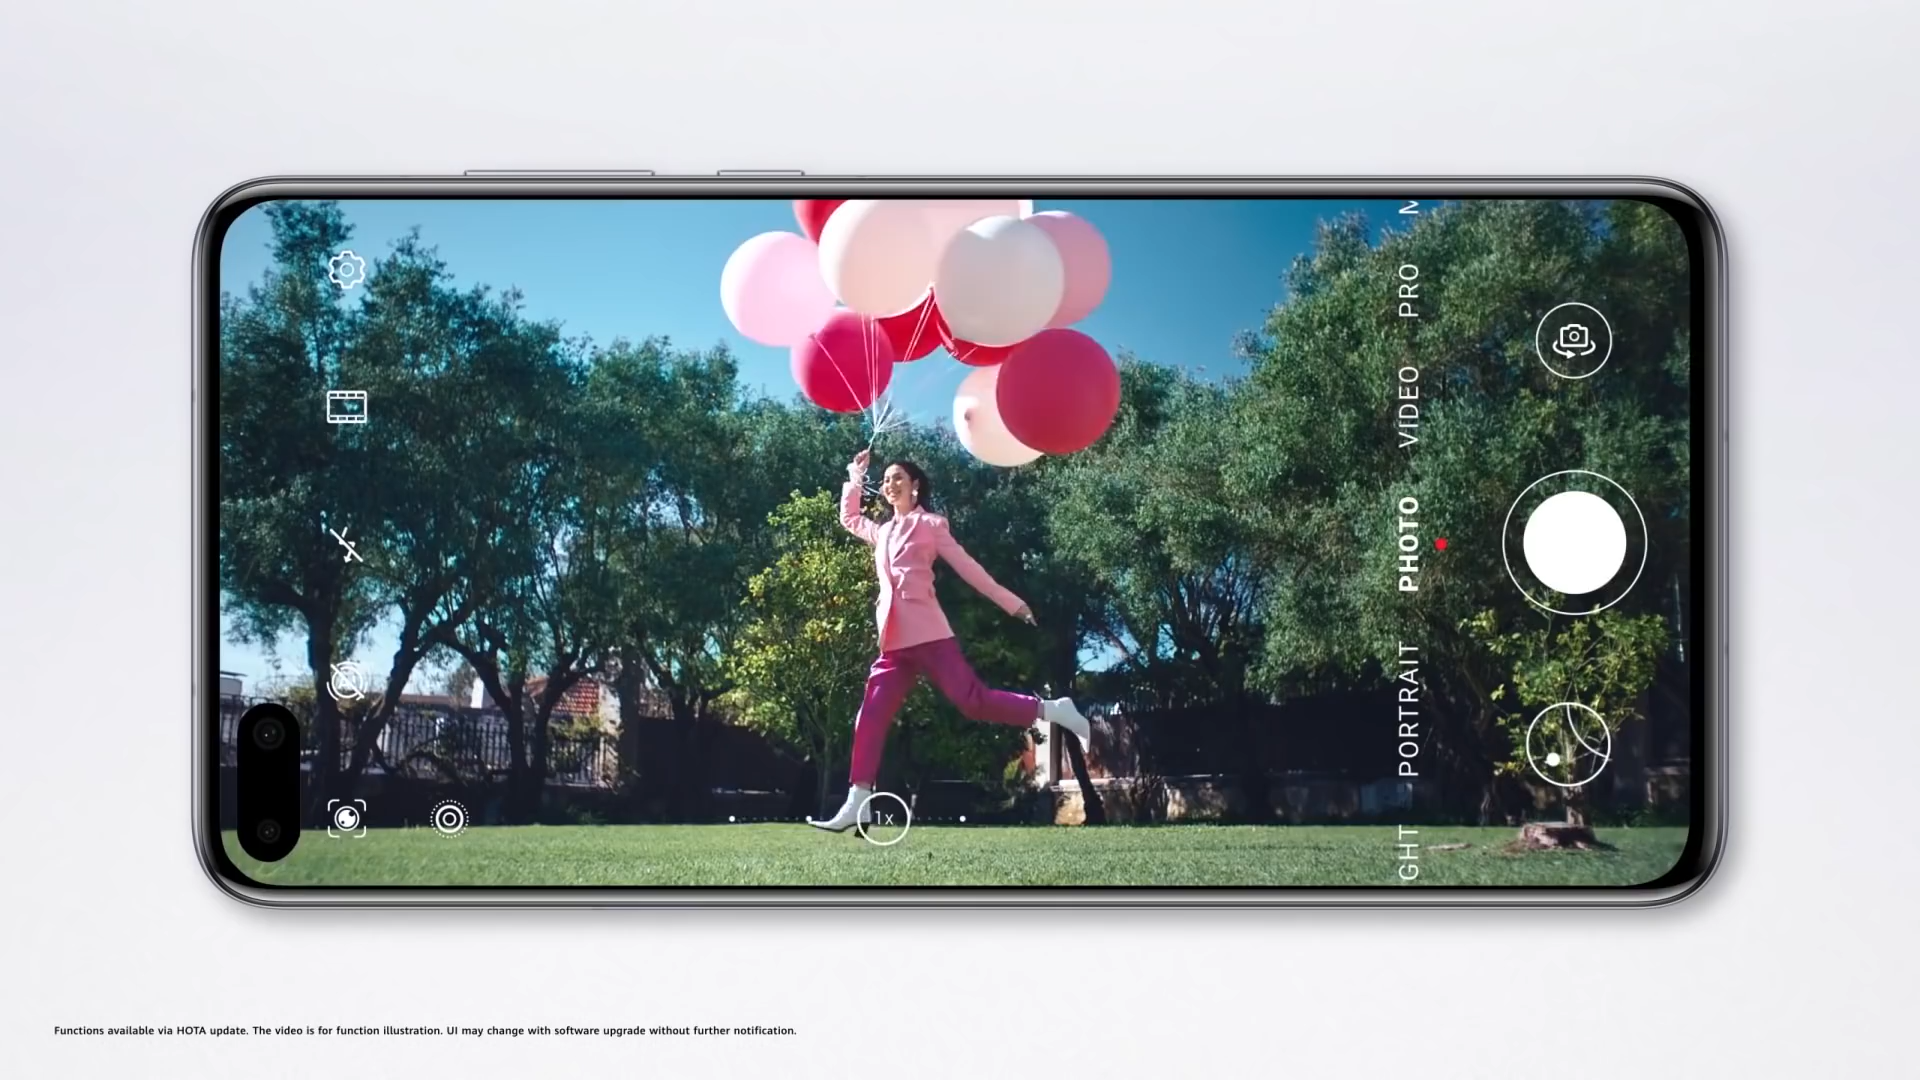 M
PRO
VIDEO
PHOTO
PORTRAIT
GHT
1x
Functions available via HOTA update. The video is for function illustration. UI may change with software upgrade without further notification.